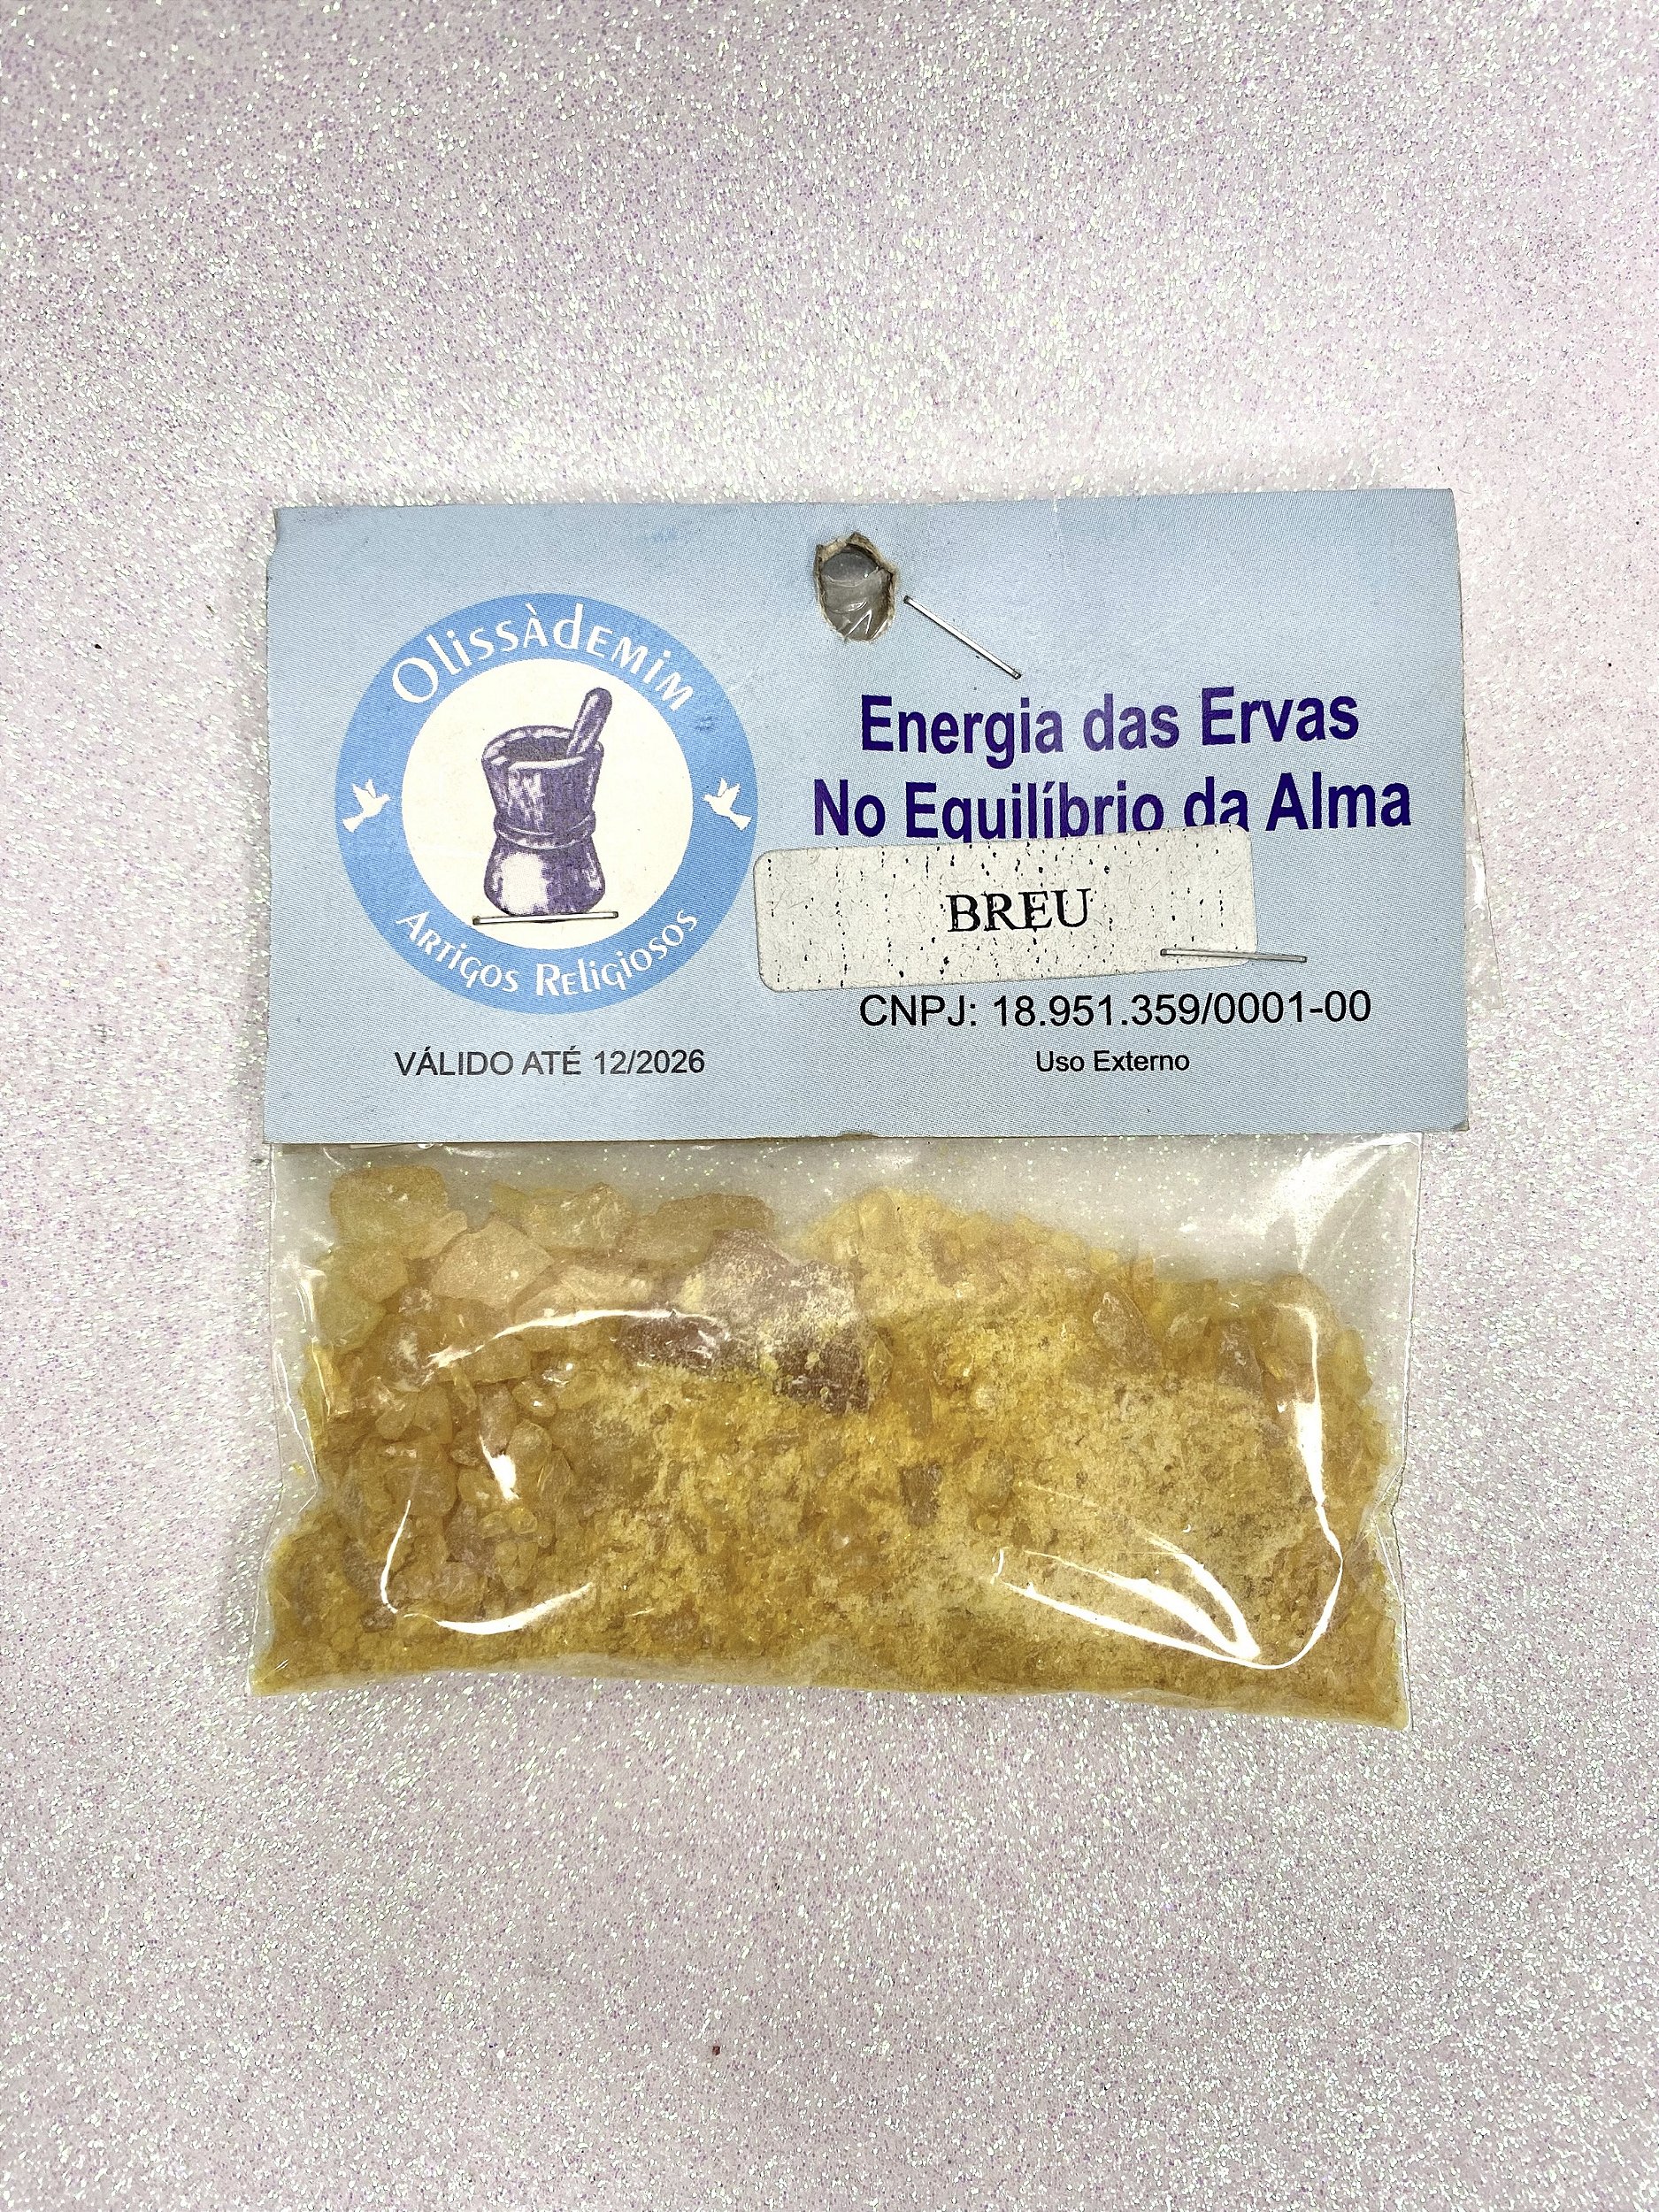 OlissàdEMiM
ARTigOS REligiosos
VÁLIDO ATÉ 12/2026
Energia das Ervas
No Equilíbrio da Alma
BREU
CNPJ: 18.951.359/0001-00
Uso Externo